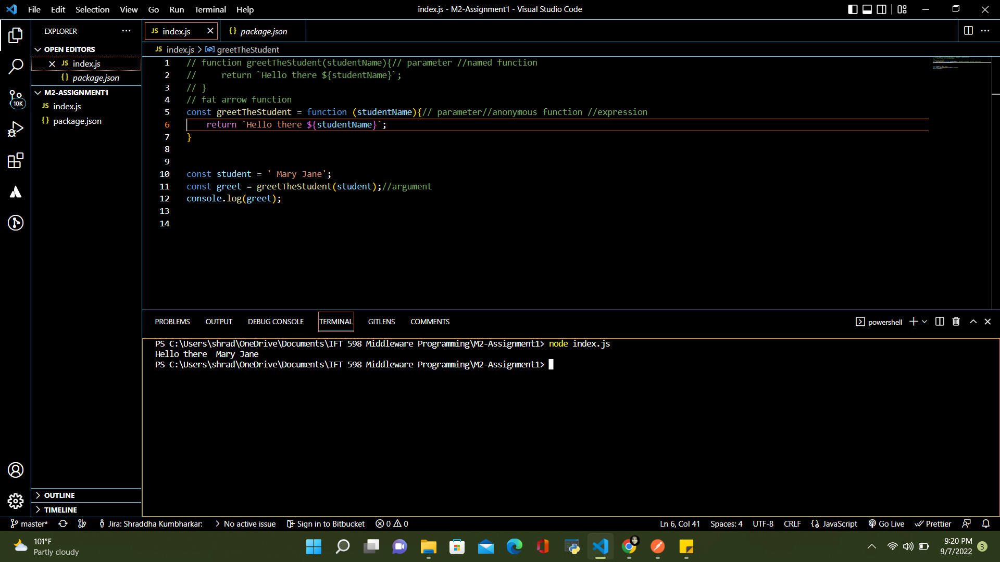 File Edit Selection View Go Run Terminal Help
index.js - M2-Assignment1 - Visual Studio Code
EXPLORER
OPEN EDITORS
JS index.js
{} package.json
M2-ASSIGNMENT1
JS index.js
{} package.json
10K
OUTLINE
TIMELINE
JS index.js
{} package.json
JS index.js > greetTheStudent
1 // function greetTheStudent(studentName){// parameter //named function
2 //     return `Hello there ${studentName}`;
3 // }
4 // fat arrow function
5 const greetTheStudent = function (studentName){// parameter//anonymous function //expression
6     return `Hello there ${studentName}`;
7 }
8
9
10 const student = ' Mary Jane';
11 const greet = greetTheStudent(student);//argument
12 console.log(greet);
13
14
PROBLEMS OUTPUT DEBUG CONSOLE TERMINAL GITLENS COMMENTS
powershell
PS C:\Users\shrad\OneDrive\Documents\IFT 598 Middleware Programming\M2-Assignment1> node index.js
Hello there  Mary Jane
PS C:\Users\shrad\OneDrive\Documents\IFT 598 Middleware Programming\M2-Assignment1>
master* Jira: Shraddha Kumbharkar: > No active issue Sign in to Bitbucket 0 0
Ln 6, Col 41 Spaces: 4 UTF-8 CRLF {} JavaScript Go Live Prettier
101°F
Partly cloudy
9:20 PM
9/7/2022
3